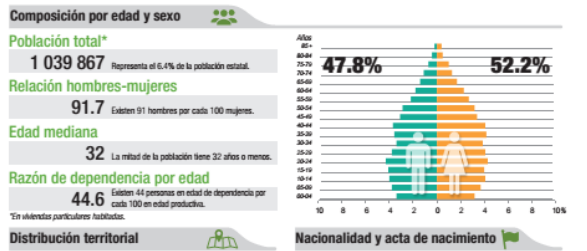 Composición por edad y sexo
Población total*
1 039 867 Representa el 6.4% de la población estatal.
Relación hombres-mujeres
91.7 Existen 91 hombres por cada 100 mujeres.
Edad mediana
32 La mitad de la población tiene 32 años o menos.
Razón de dependencia por edad
44.6 Existen 44 personas en edad de dependencia por
cada 100 en edad productiva.
*En viviendas particulares habitadas.
Distribución territorial
Años
85+
80-84
75-79
70-74
65-69
60-64
55-59
50-54
45-49
40-44
35-39
30-34
25-29
20-24
15-19
10-14
05-09
00-04
47.8%
52.2%
10 8 6 4 2 0 2 4 6 8 10%
Nacionalidad y acta de nacimiento